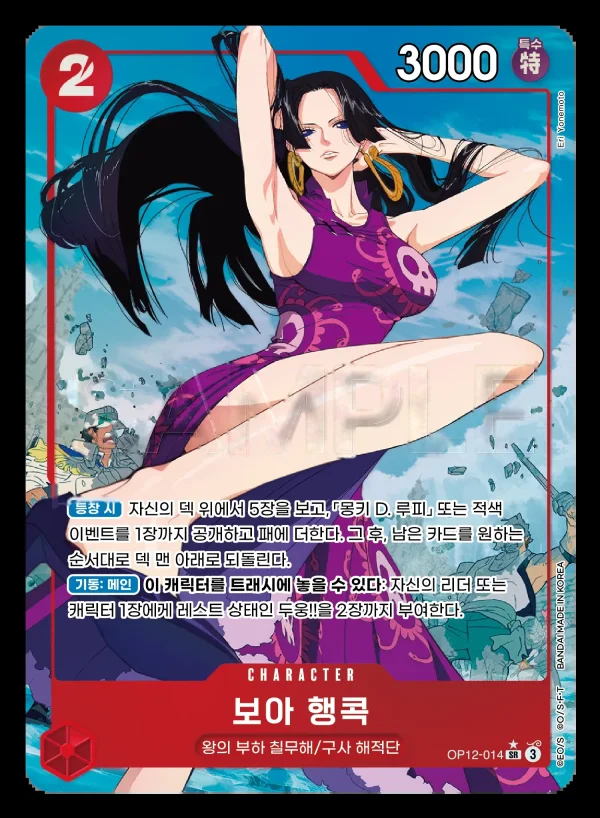 2
3000
특수
特
Eri Yonemoto
SAMPLE
등장 시 자신의 덱 위에서 5장을 보고, 「몽키 D. 루피」 또는 적색
이벤트를 1장까지 공개하고 패에 더한다. 그 후, 남은 카드를 원하는
순서대로 덱 맨 아래로 되돌린다.
기동: 메인 이 캐릭터를 트래시에 놓을 수 있다: 자신의 리더 또는
캐릭터 1장에게 레스트 상태인 두웅!!을 2장까지 부여한다.
CHARACTER
보아 행콕
왕의 부하 칠무해/구사 해적단
OP12-014 SR 3
©EO/S ©O/S·F·T BANDAI MADE IN KOREA